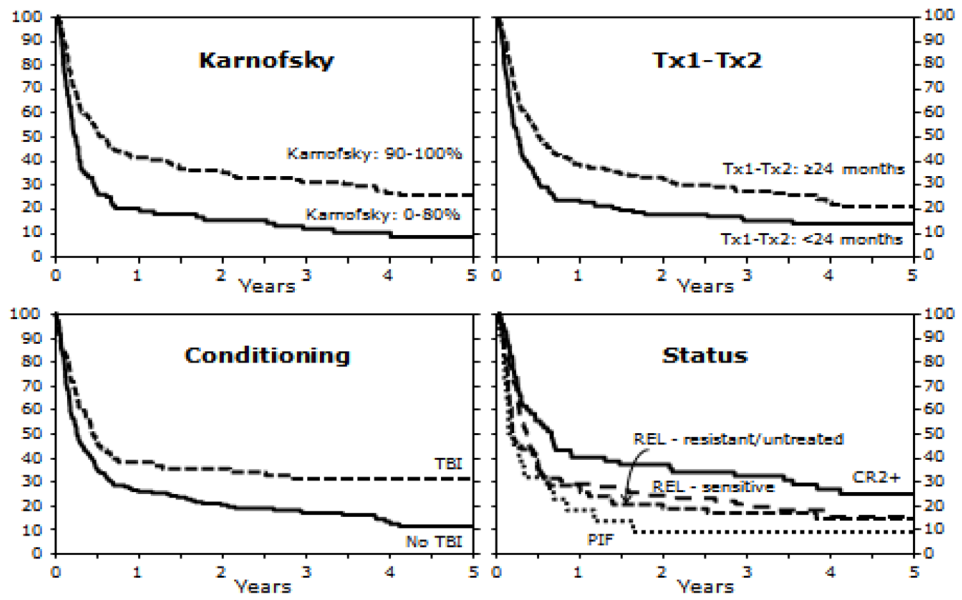 100
90
80
70
60
50
40
30
20
10
0
Karnofsky
Karnofsky: 90-100%
Karnofsky: 0-80%
0 1 2 3 4 5
Years
Tx1-Tx2
Tx1-Tx2: ≥24 months
Tx1-Tx2: <24 months
100
90
80
70
60
50
40
30
20
10
0
0 1 2 3 4 5
Years
100
90
80
70
60
50
40
30
20
10
0
Conditioning
TBI
No TBI
0 1 2 3 4 5
Years
Status
REL - resistant/untreated
CR2+
REL - sensitive
PIF
100
90
80
70
60
50
40
30
20
10
0
0 1 2 3 4 5
Years